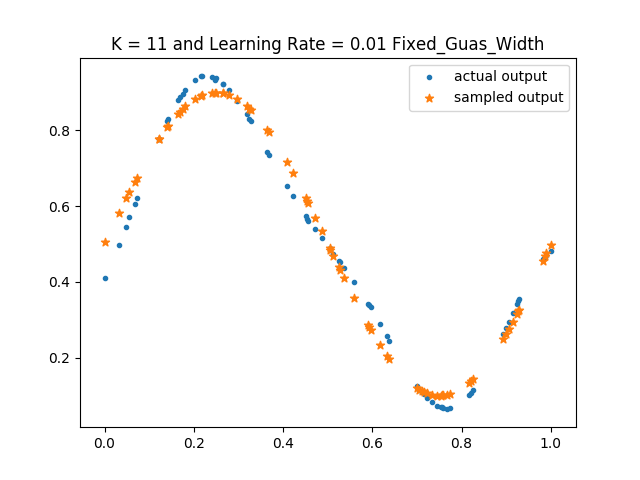 K = 11 and Learning Rate = 0.01 Fixed_Guas_Width
actual output
sampled output
0.8
0.6
0.4
0.2
0.0 0.2 0.4 0.6 0.8 1.0